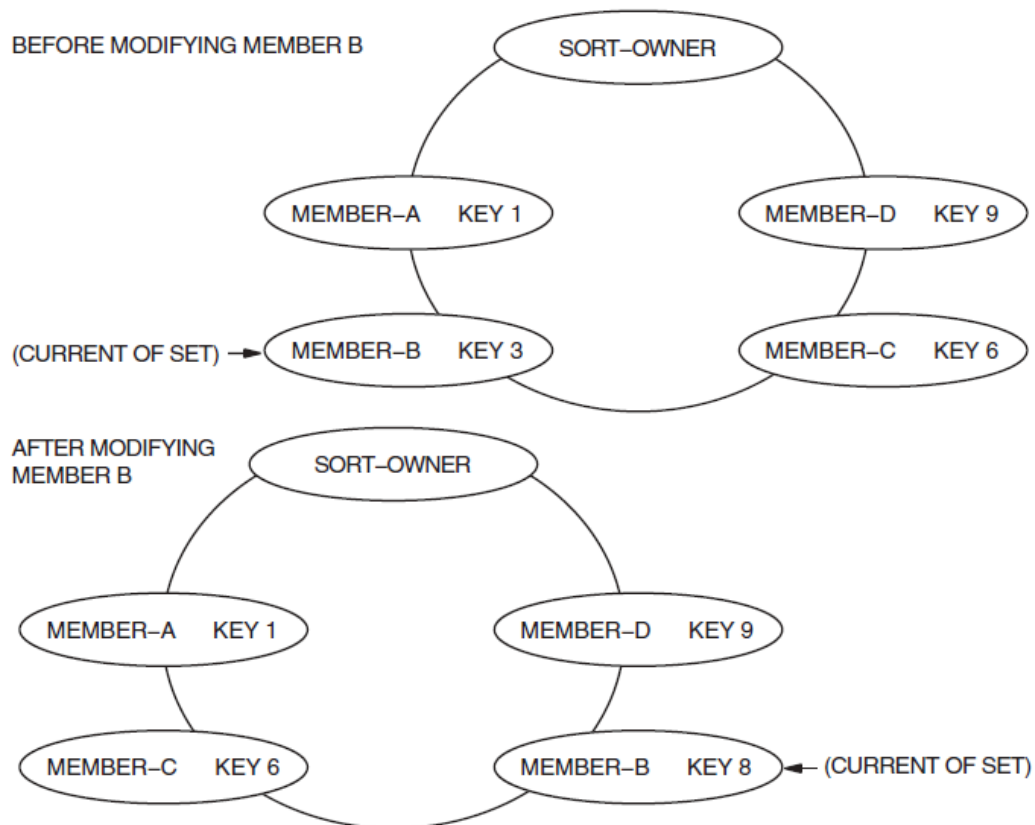 BEFORE MODIFYING MEMBER B
SORT–OWNER
MEMBER–A KEY 1
MEMBER–D KEY 9
(CURRENT OF SET)
MEMBER–B KEY 3
MEMBER–C KEY 6
AFTER MODIFYING
MEMBER B
SORT–OWNER
MEMBER–A KEY 1
MEMBER–D KEY 9
MEMBER–C KEY 6
MEMBER–B KEY 8
(CURRENT OF SET)